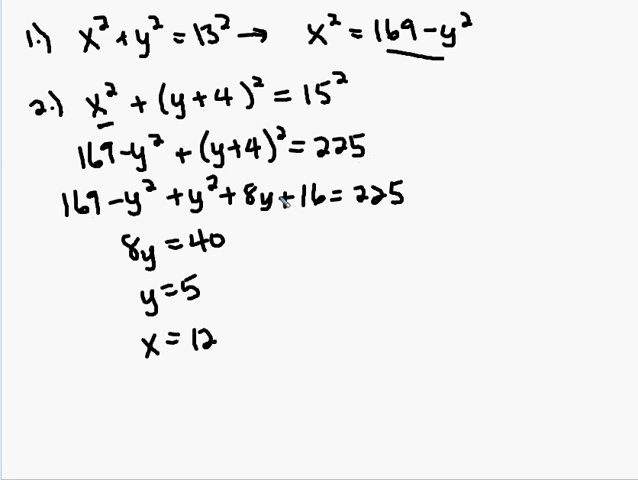 1.) x² + y² = 13² → x² = 169 - y²
2.) x² + (y + 4)² = 15²
169 - y² + (y + 4)² = 225
169 - y² + y² + 8y + 16 = 225
8y = 40
y = 5
x = 12